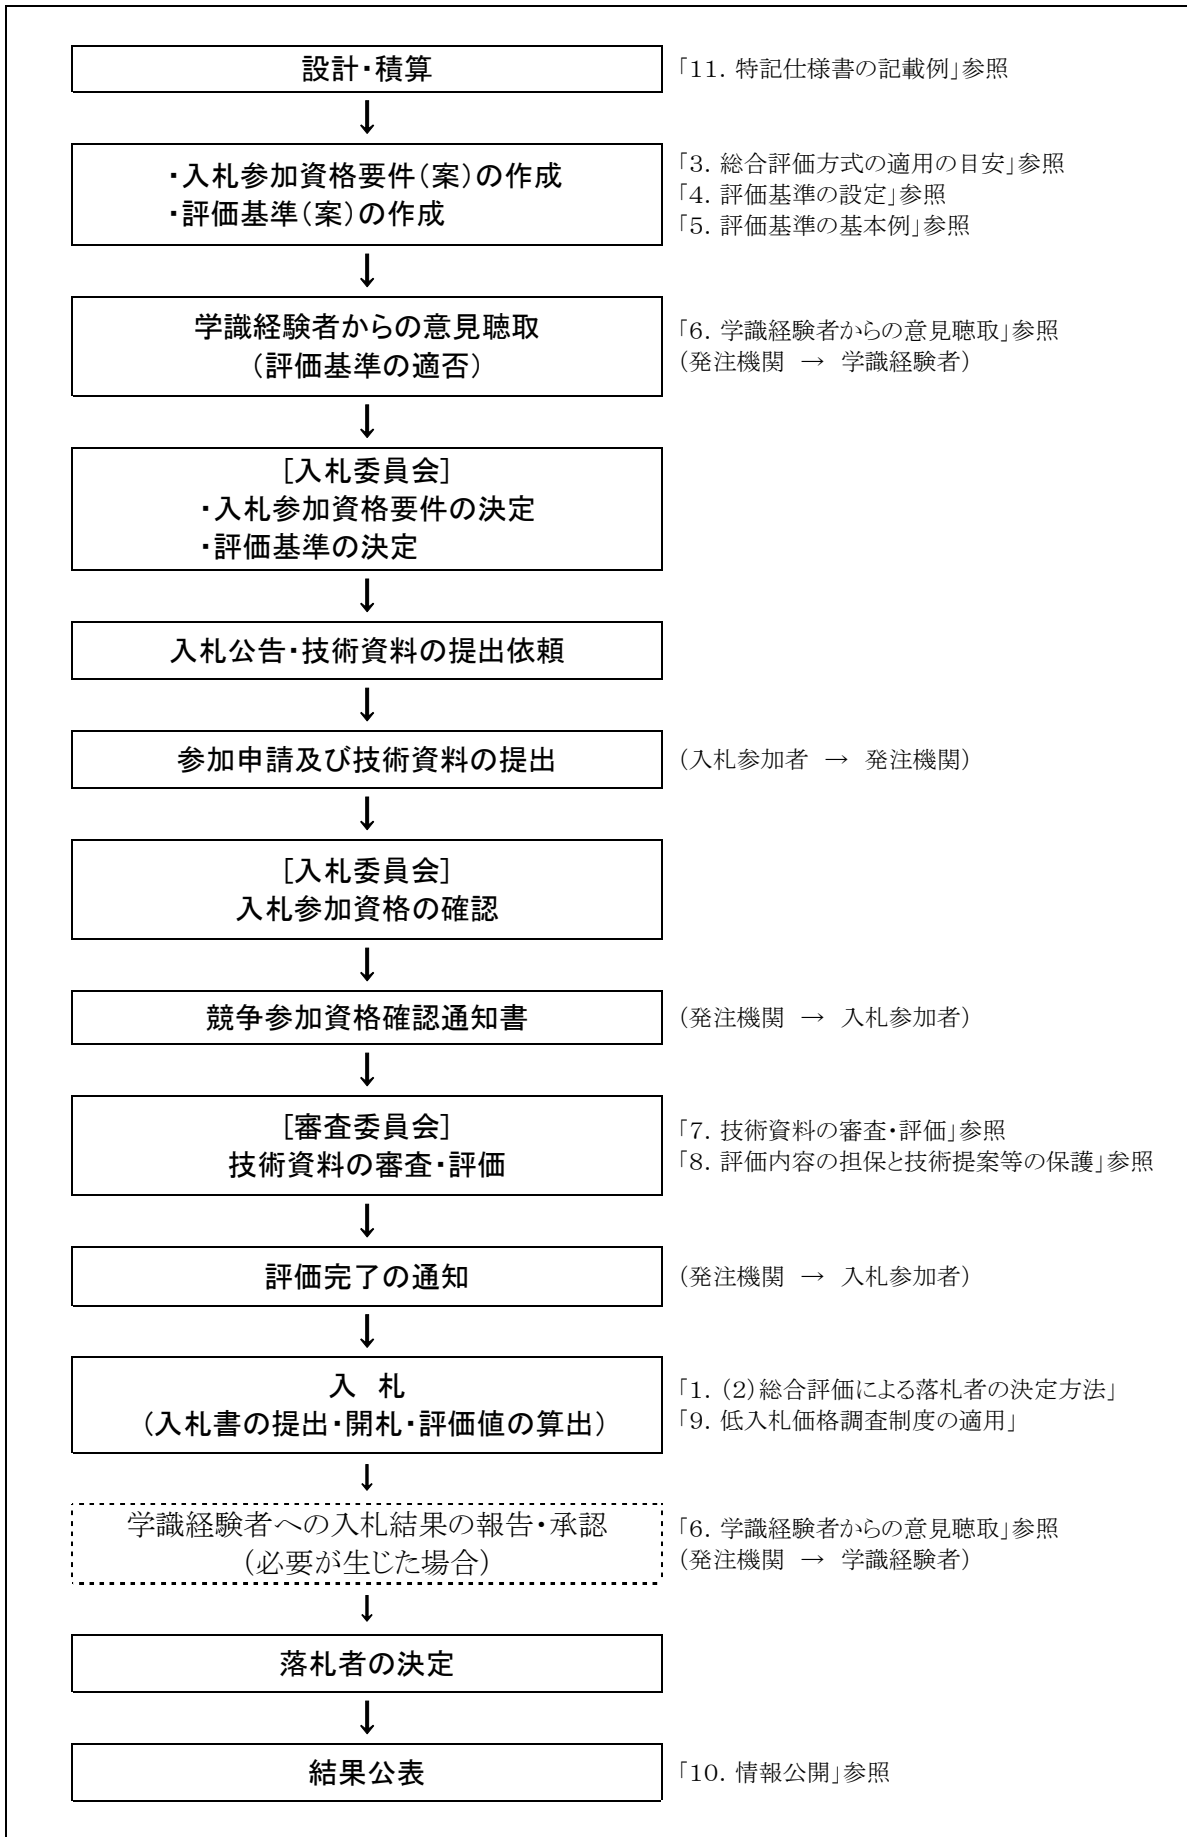 設計・積算
「11．特記仕様書の記載例」参照
↓
・入札参加資格要件（案）の作成
・評価基準（案）の作成
「3．総合評価方式の適用の目安」参照
「4．評価基準の設定」参照
「5．評価基準の基本例」参照
↓
学識経験者からの意見聴取
（評価基準の適否）
「6．学識経験者からの意見聴取」参照
（発注機関 → 学識経験者）
↓
［入札委員会］
・入札参加資格要件の決定
・評価基準の決定
↓
入札公告・技術資料の提出依頼
↓
参加申請及び技術資料の提出
（入札参加者 → 発注機関）
↓
［入札委員会］
入札参加資格の確認
↓
競争参加資格確認通知書
（発注機関 → 入札参加者）
↓
［審査委員会］
技術資料の審査・評価
「7．技術資料の審査・評価」参照
「8．評価内容の担保と技術提案等の保護」参照
↓
評価完了の通知
（発注機関 → 入札参加者）
↓
入 札
（入札書の提出・開札・評価値の算出）
「1．（2）総合評価による落札者の決定方法」
「9．低入札価格調査制度の適用」
↓
学識経験者への入札結果の報告・承認
（必要が生じた場合）
「6．学識経験者からの意見聴取」参照
（発注機関 → 学識経験者）
↓
落札者の決定
↓
結果公表
「10．情報公開」参照